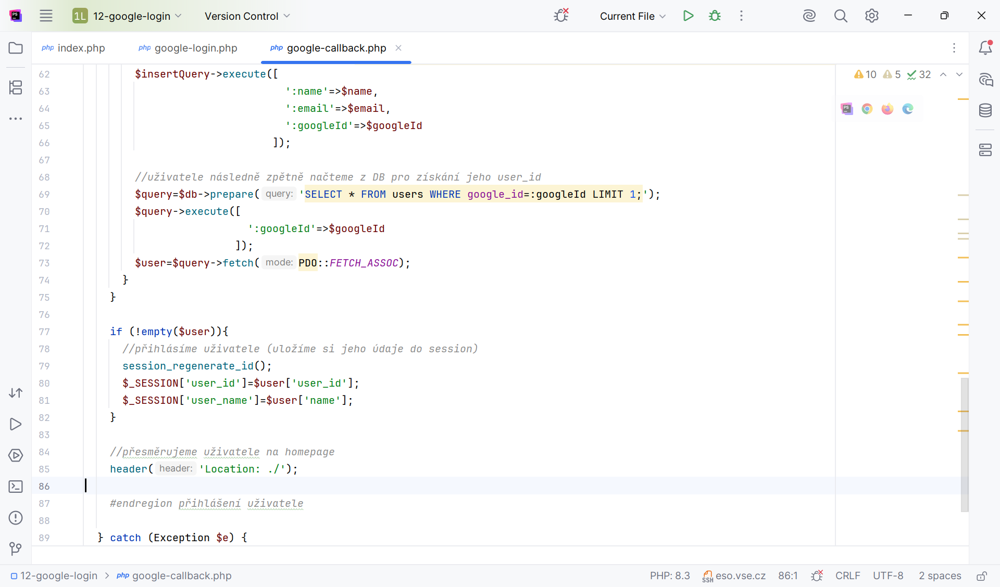 PS 1L 12-google-login Version Control Current File
php index.php php google-login.php php google-callback.php
62 $insertQuery->execute([ 10 5 32
63 ':name'=>$name,
64 ':email'=>$email,
65 ':googleId'=>$googleId
66 ]);
67
68 //uživatele následně zpětně načteme z DB pro získání jeho user_id
69 $query=$db->prepare( query: 'SELECT * FROM users WHERE google_id=:googleId LIMIT 1;');
70 $query->execute([
71 ':googleId'=>$googleId
72 ]);
73 $user=$query->fetch( mode: PDO::FETCH_ASSOC);
74 }
75 }
76
77 if (!empty($user)){
78 //přihlásíme uživatele (uložíme si jeho údaje do session)
79 session_regenerate_id();
80 $_SESSION['user_id']=$user['user_id'];
81 $_SESSION['user_name']=$user['name'];
82 }
83
84 //přesměrujeme uživatele na homepage
85 header( header: 'Location: ./');
86
87 #endregion přihlášení uživatele
88
89 } catch (Exception $e) {
12-google-login > php google-callback.php PHP: 8.3 SSH eso.vse.cz 86:1 CRLF UTF-8 2 spaces